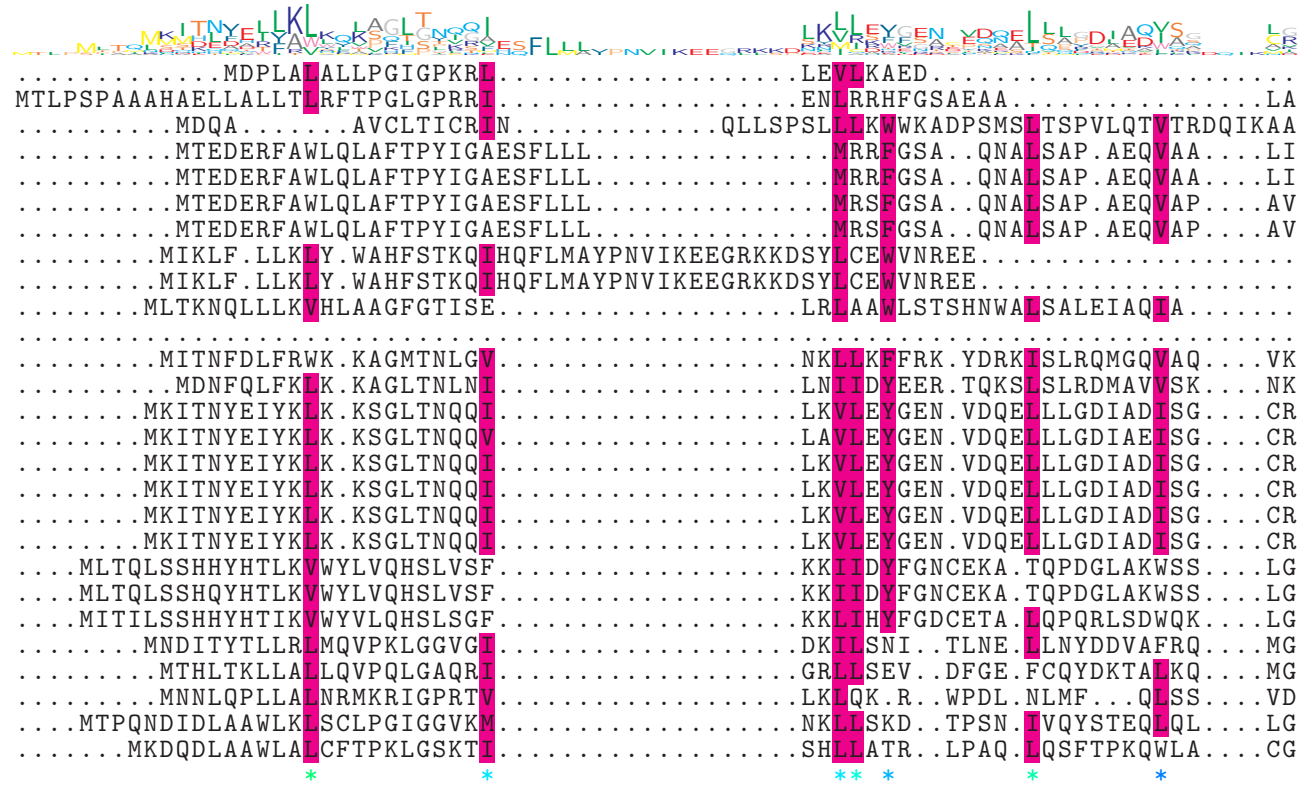 .............MDPLALALLPGIGPKRL...................LEVLKAED.......................
MTLPSPAAAHAELLALLTLRFTPGLGPRRI...................ENLRRHFGSAEAA................LA
..........MDQA.......AVCLTICRIN.............QLLSPSLLLKWWKADPSMSLTSPVLQTVTRDQIKAA
..........MTEDERFAWLQLAFTPYIGAESFLLL...............MRRFGSA..QNALSAP.AEQVAA....LI
..........MTEDERFAWLQLAFTPYIGAESFLLL...............MRRFGSA..QNALSAP.AEQVAA....LI
..........MTEDERFAWLQLAFTPYIGAESFLLL...............MRSFGSA..QNALSAP.AEQVAP....AV
..........MTEDERFAWLQLAFTPYIGAESFLLL...............MRSFGSA..QNALSAP.AEQVAP....AV
.........MIKLF.LLKLY.WAHFSTKQIHQFLMAYPNVIKEEGRKKDSYLCEWVNREE....................
.........MIKLF.LLKLY.WAHFSTKQIHQFLMAYPNVIKEEGRKKDSYLCEWVNREE....................
........MLTKNQLLLKVHLAAGFGTISE...................LRLAAWLSTSHNWALSALEIAQIA.......
................................................................................
.........MITNFDLFRWK.KAGMTNLGV...................NKLLKFFRK.YDRKISLRQMGQVAQ....VK
..........MDNFQLFKLK.KAGLTNLNI...................LNIIDYEER.TQKSLSLRDMAVVSK....NK
........MKITNYEIYKLK.KSGLTNQQI...................LKVLEYGEN.VDQELLLGDIADISG....CR
........MKITNYEIYKLK.KSGLTNQQV...................LAVLEYGEN.VDQELLLGDIAEISG....CR
........MKITNYEIYKLK.KSGLTNQQI...................LKVLEYGEN.VDQELLLGDIADISG....CR
........MKITNYEIYKLK.KSGLTNQQI...................LKVLEYGEN.VDQELLLGDIADISG....CR
........MKITNYEIYKLK.KSGLTNQQI...................LKVLEYGEN.VDQELLLGDIADISG....CR
........MKITNYEIYKLK.KSGLTNQQI...................LKVLEYGEN.VDQELLLGDIADISG....CR
....MLTQLSSHHYHTLKVWYLVQHSLVSF...................KKIIDYFGNCEKA.TQPDGLAKWSS....LG
....MLTQLSSHQYHTLKVWYLVQHSLVSF...................KKIIDYFGNCEKA.TQPDGLAKWSS....LG
....MITILSSHHYHTIKVWYVLQHSLSGF...................KKLIHYFGDCETA.LQPQRLSDWQK....LG
........MNDITYTLLRLMQVPKLGGVGI...................DKILSNI..TLNE.LLNYDDVAFRQ....MG
.........MTHLTKLLALLQVPQLGAQRI...................GRLLSEV..DFGE.FCQYDKTALKQ....MG
.........MNNLQPLLALNRMKRIGPRTV...................LKLQK.R..WPDL.NLMF...QLSS....VD
....MTPQNDIDLAAWLKLSCLPGIGGVKM...................NKLLSKD..TPSN.IVQYSTEQLQL....LG
.......MKDQDLAAWLALCFTPKLGSKTI...................SHLLATR..LPAQ.LQSFTPKQWLA....CG
* * * * * * *